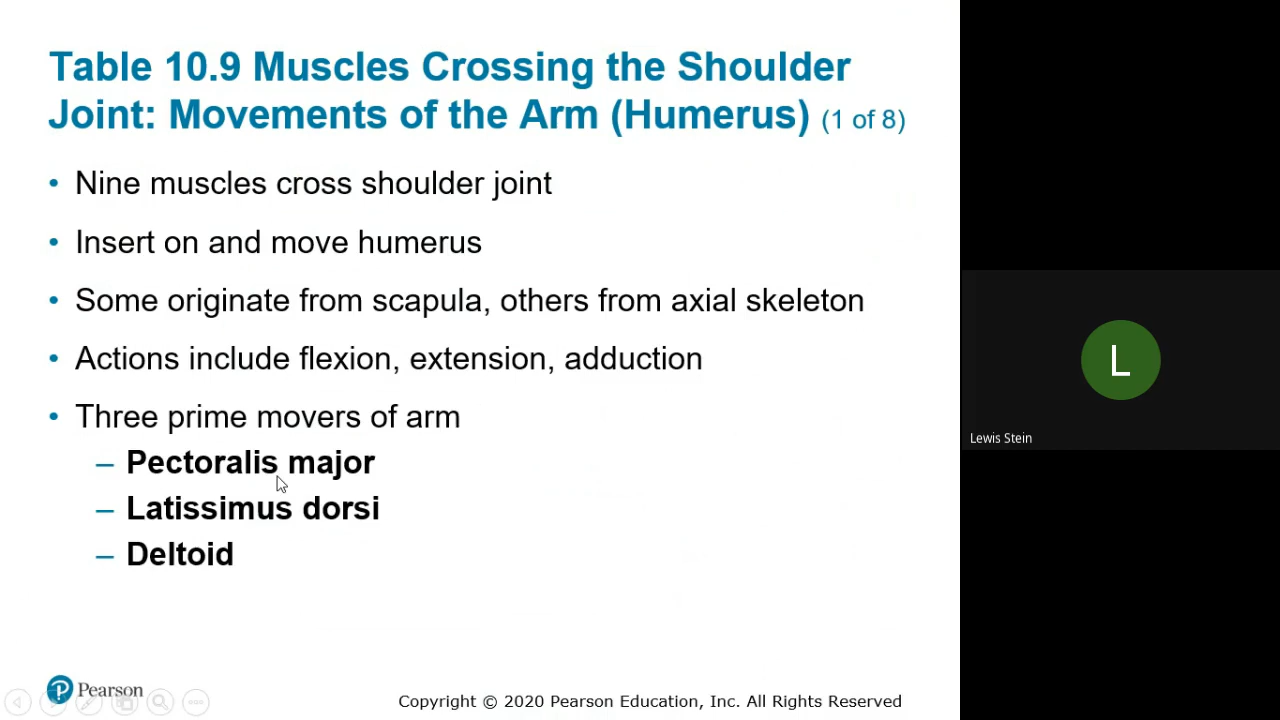 Table 10.9 Muscles Crossing the Shoulder
Joint: Movements of the Arm (Humerus) (1 of 8)
• Nine muscles cross shoulder joint
• Insert on and move humerus
• Some originate from scapula, others from axial skeleton
• Actions include flexion, extension, adduction
• Three prime movers of arm
– Pectoralis major
– Latissimus dorsi
– Deltoid
L
Lewis Stein
P Pearson
Copyright © 2020 Pearson Education, Inc. All Rights Reserved